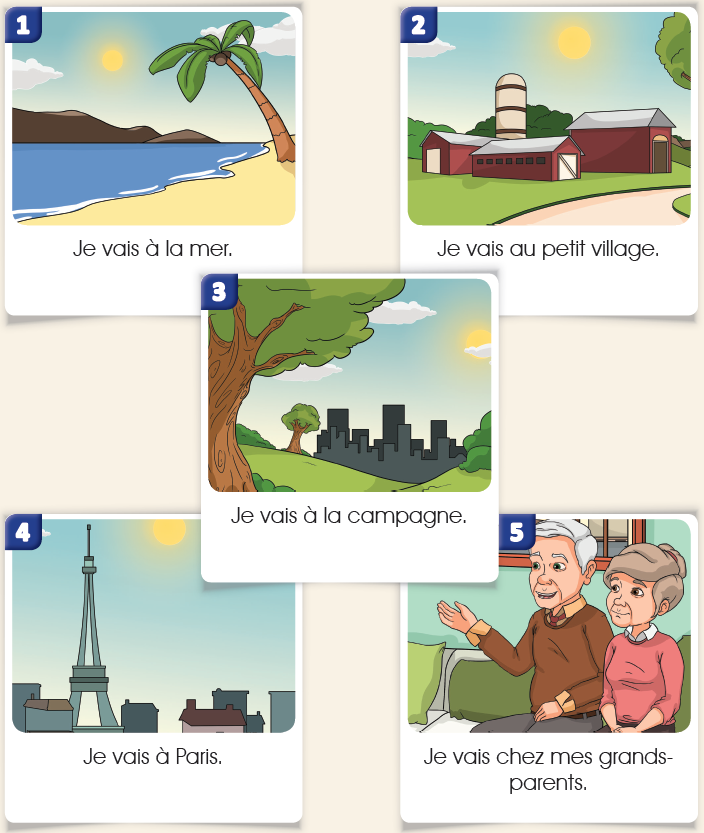 1
Je vais à la mer.
2
Je vais au petit village.
3
Je vais à la campagne.
4
Je vais à Paris.
5
Je vais chez mes grands-
parents.